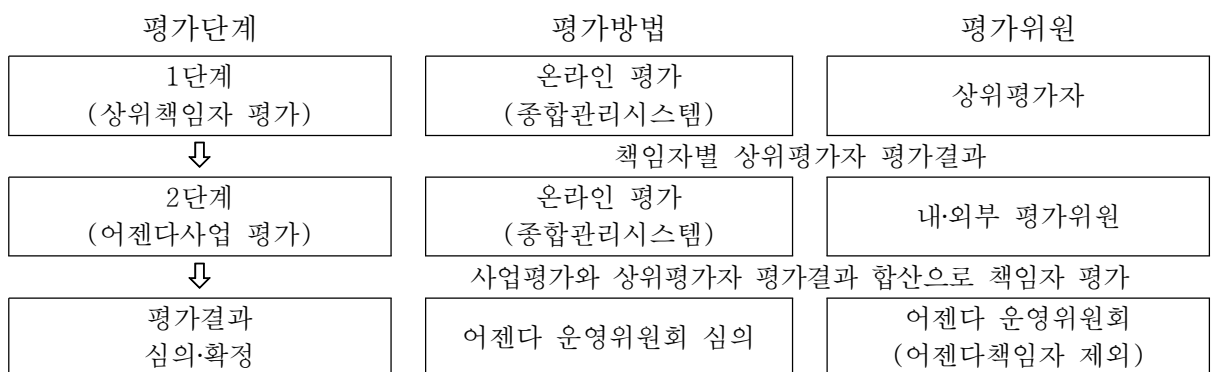 평가단계 평가방법 평가위원
1단계 온라인 평가 상위평가자
(상위책임자 평가) (종합관리시스템)
⇩ 책임자별 상위평가자 평가결과
2단계 온라인 평가 내·외부 평가위원
(어젠다사업 평가) (종합관리시스템)
⇩ 사업평가와 상위평가자 평가결과 합산으로 책임자 평가
평가결과 어젠다 운영위원회 심의 어젠다 운영위원회
심의·확정 (어젠다책임자 제외)